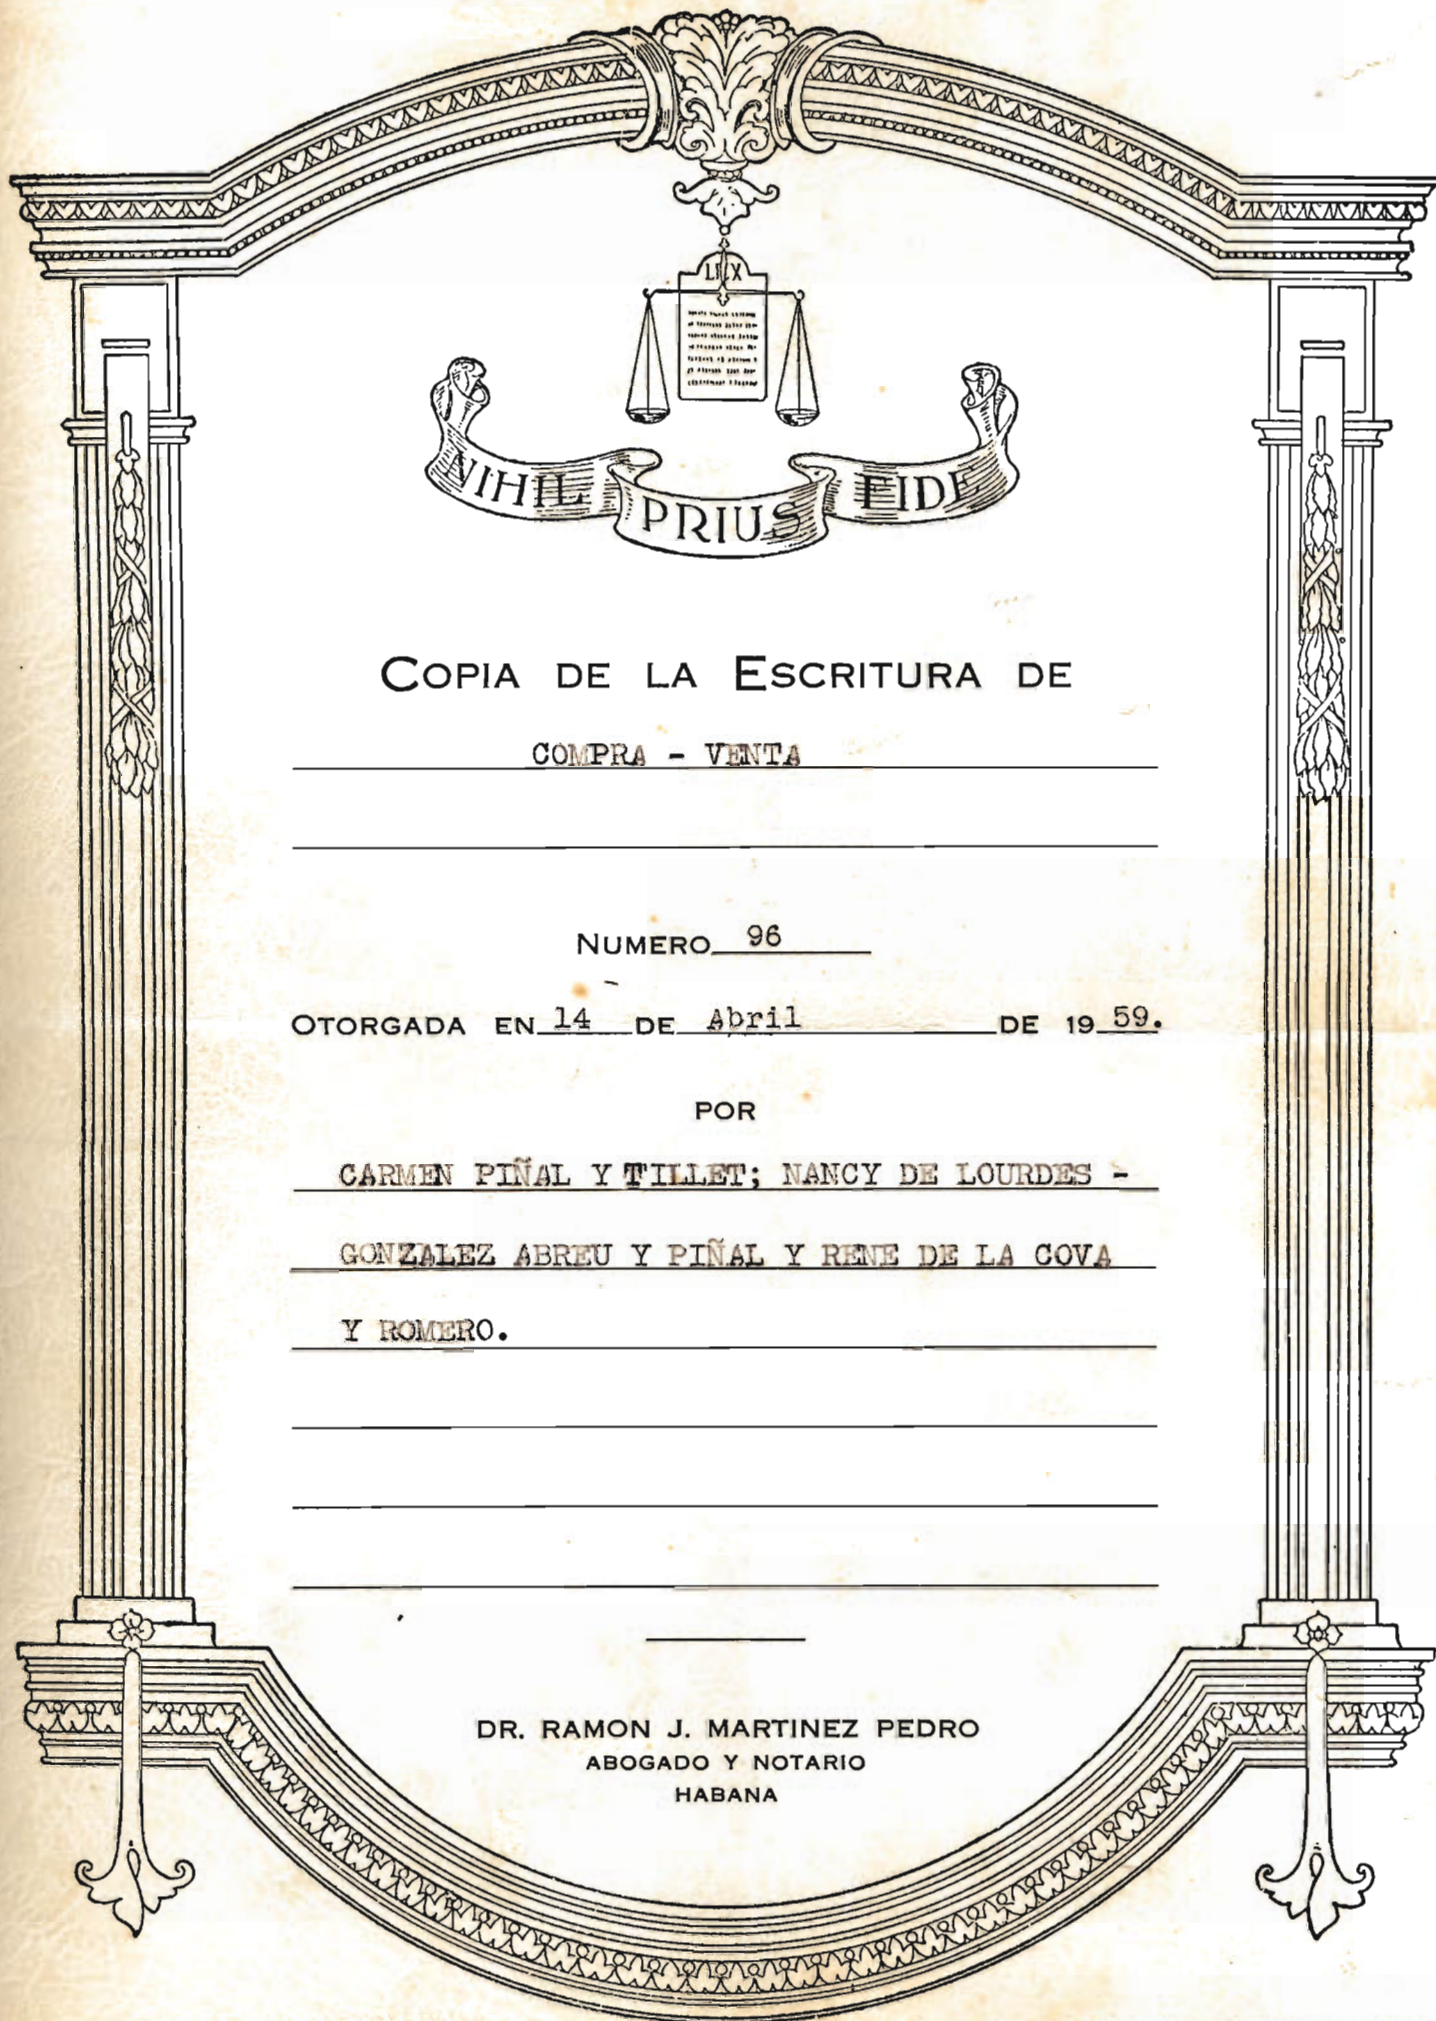 LEX
NIHIL PRIUS FIDE
COPIA DE LA ESCRITURA DE
COMPRA - VENTA
NUMERO 96
OTORGADA EN 14 DE Abril DE 19 59.
POR
CARMEN PIÑAL Y TILLET; NANCY DE LOURDES -
GONZALEZ ABREU Y PIÑAL Y RENE DE LA COVA
Y ROMERO.
DR. RAMON J. MARTINEZ PEDRO
ABOGADO Y NOTARIO
HABANA